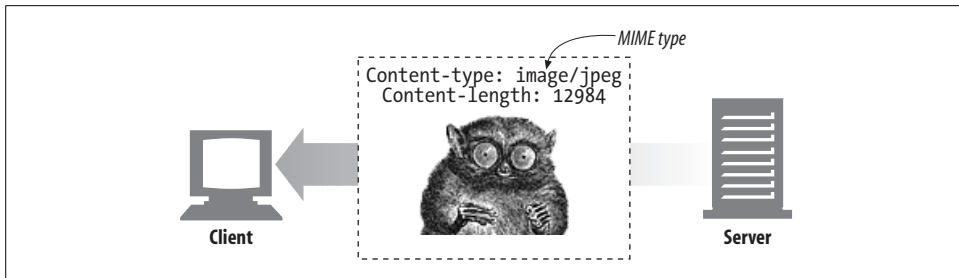 MIME type
Content-type: image/jpeg
Content-length: 12984
Client
Server